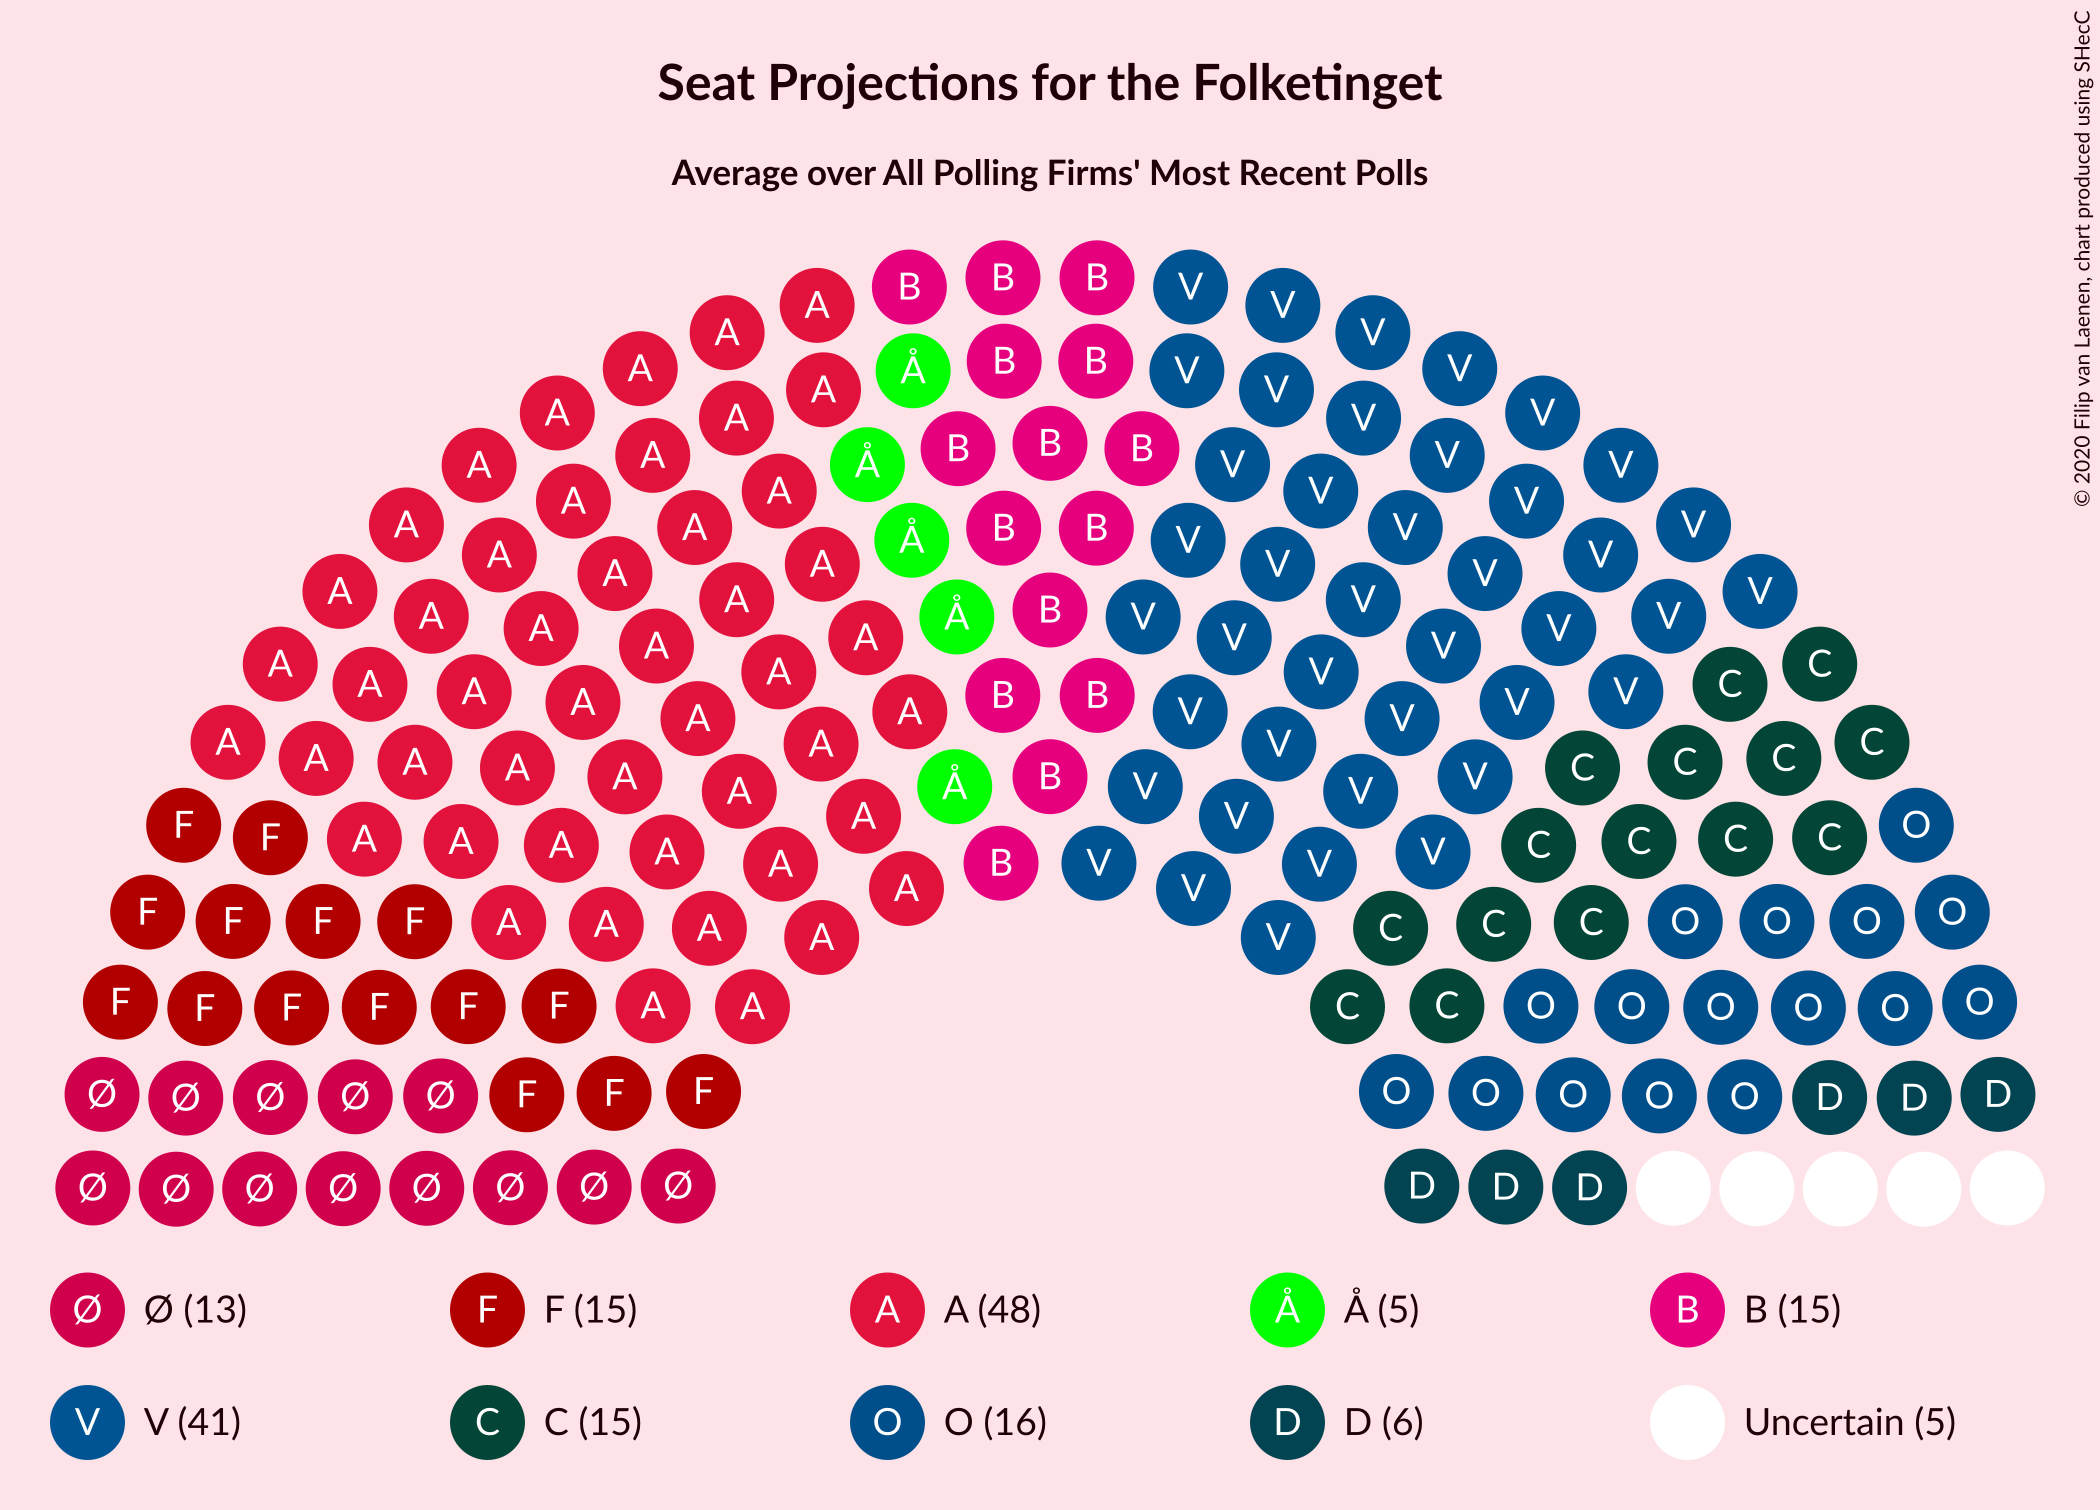 Seat Projections for the Folketinget
Average over All Polling Firms' Most Recent Polls
© 2020 Filip van Laenen, chart produced using SHecC
A B B B V V
A V
A A Å B B V V V
A A V V
A A Å B B B V V V
A A V V
A A Å B B V V V
A A A V V V
A A V V
A A A Å B V V V V
A A A V V C
A A A A A B B V V V V C
A A A A A V C C C C
A A Å B V V V
F F A A A A A A B V V V V C C C C O
F F F F A A A A A V V C C C O O O O
F F F F F F A A C C O O O O O O
Ø Ø Ø Ø Ø F F F O O O O O D D D
Ø Ø Ø Ø Ø Ø Ø Ø D D D
Ø Ø (13) F F (15) A A (48) Å Å (5) B B (15)
V V (41) C C (15) O O (16) D D (6) Uncertain (5)